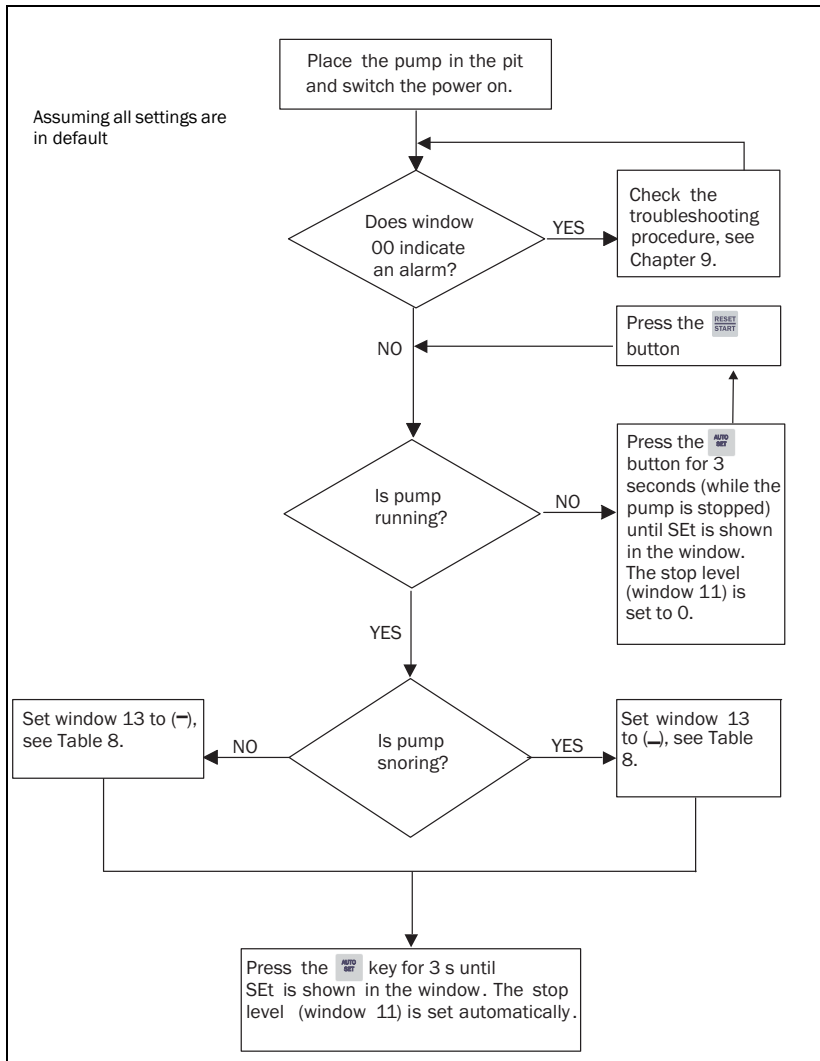 Place the pump in the pit
and switch the power on.
Assuming all settings are
in default
Does window
00 indicate
an alarm?
YES
Check the
troubleshooting
procedure, see
Chapter 9.
NO
Press the RESET
START
button
Is pump
running?
NO
Press the AUTO
SET
button for 3
seconds (while the
pump is stopped)
until SEt is shown
in the window.
The stop level
(window 11) is
set to 0.
YES
Set window 13 to (–),
see Table 8.
NO
Is pump
snoring?
YES
Set window 13
to (_), see Table
8.
Press the AUTO
SET key for 3 s until
SEt is shown in the window. The stop
level (window 11) is set automatically.